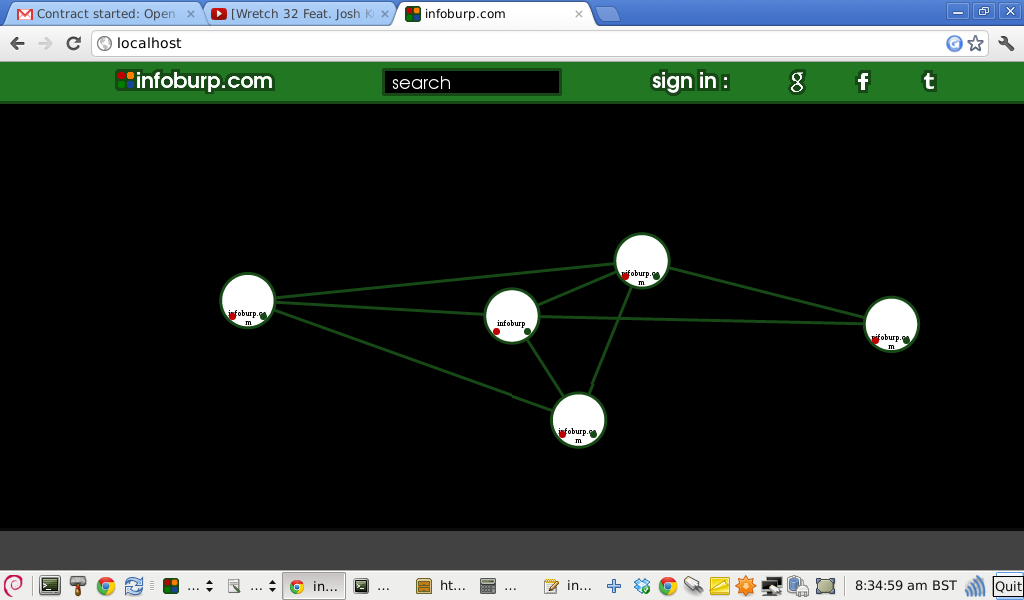 Contract started: Open
[Wretch 32 Feat. Josh K
infoburp.com
localhost
infoburp.com
search
sign in :
g
f
t
infoburp.co
m
infoburp.co
m
infoburp
infoburp.co
m
infoburp.co
m
...
...
in...
...
ht...
...
in...
8:34:59 am BST
Quit